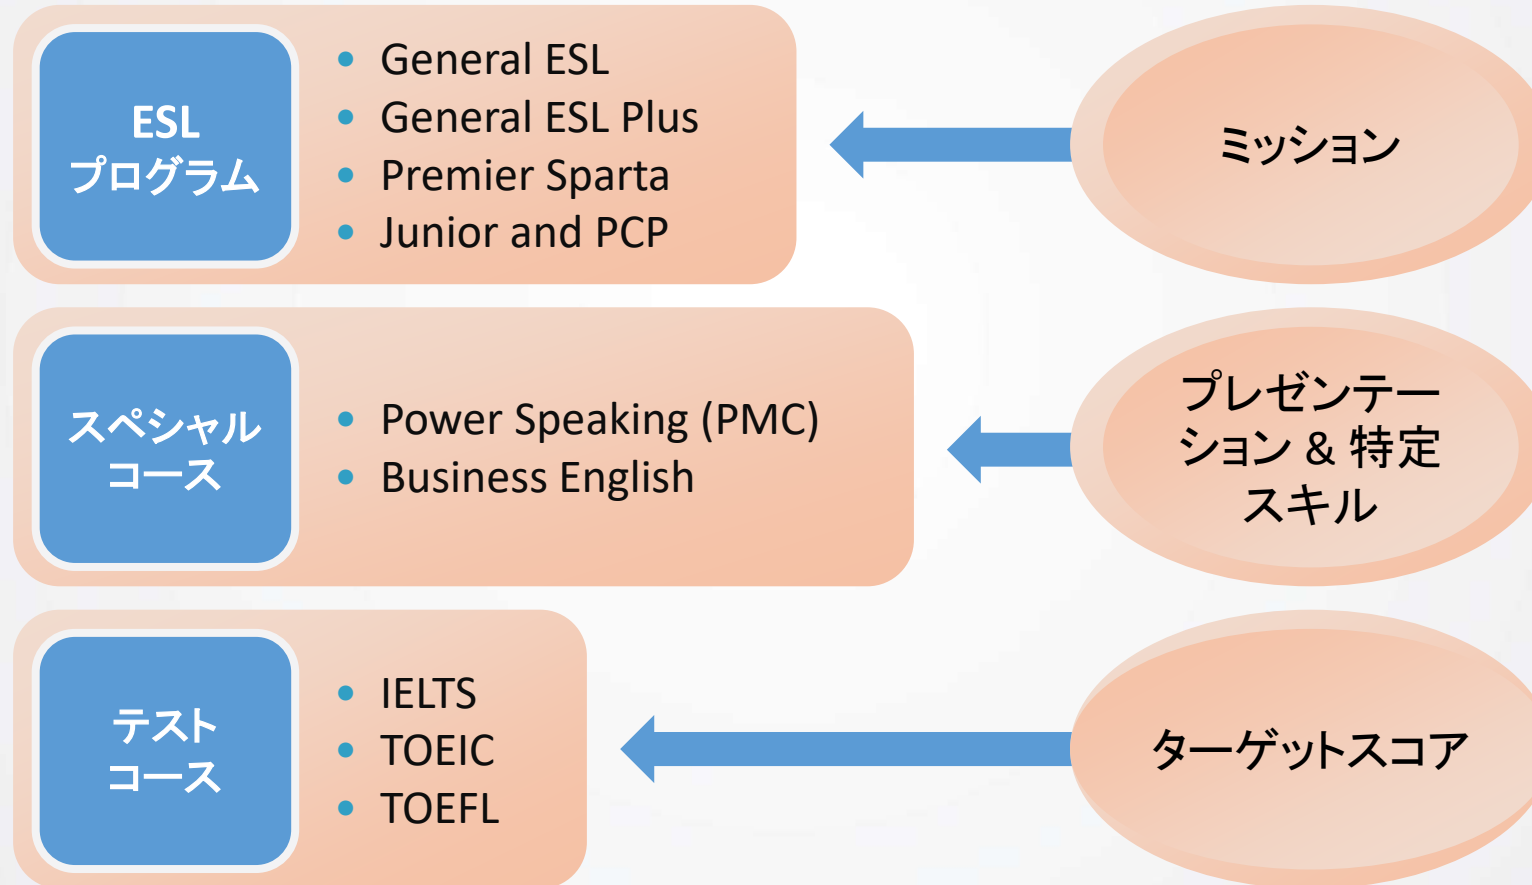 ESL
プログラム
General ESL
General ESL Plus
Premier Sparta
Junior and PCP
ミッション
スペシャル
コース
Power Speaking (PMC)
Business English
プレゼンテー
ション & 特定
スキル
テスト
コース
IELTS
TOEIC
TOEFL
ターゲットスコア